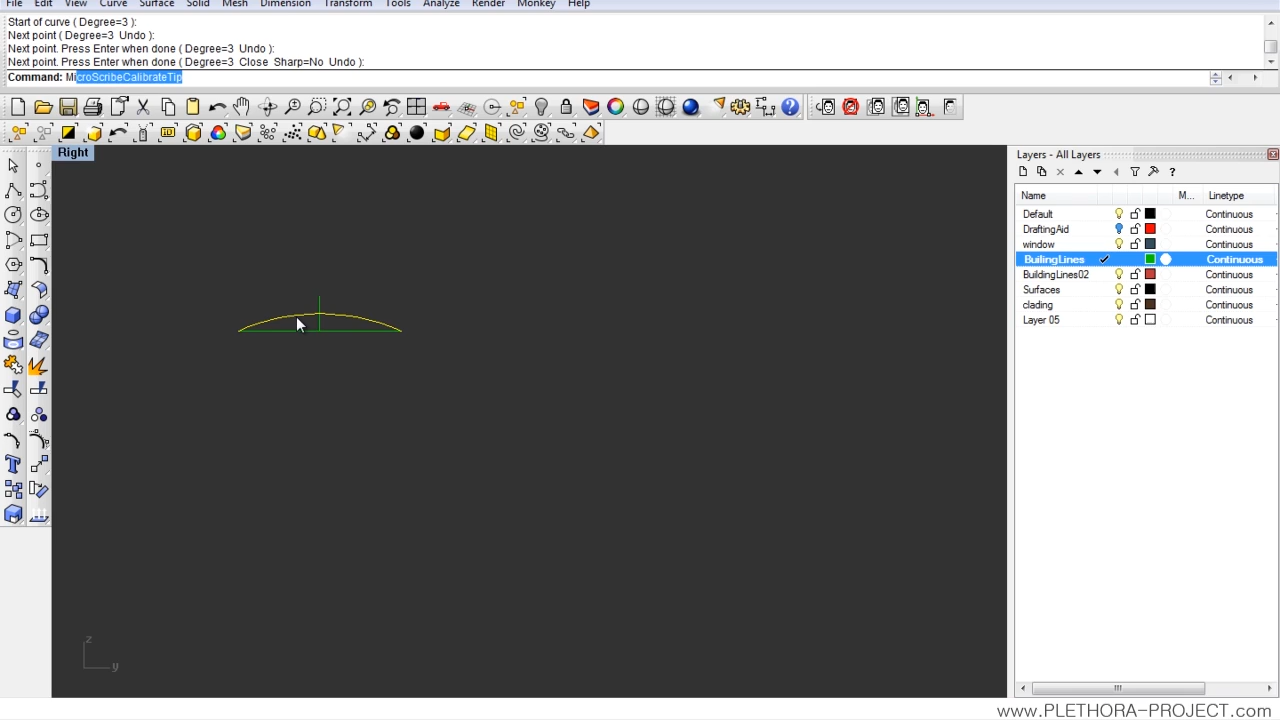 File Edit View Curve Surface Solid Mesh Dimension Transform Tools Analyze Render Monkey Help
Start of curve ( Degree=3 ):
Next point ( Degree=3 Undo ):
Next point. Press Enter when done ( Degree=3 Undo ):
Next point. Press Enter when done ( Degree=3 Close Sharp=No Undo ):
Command: MicroScribeCalibrateTip
Right
Layers - All Layers
Name M... Linetype
Default Continuous
DraftingAid Continuous
window Continuous
BuilingLines Continuous
BuildingLines02 Continuous
Surfaces Continuous
clading Continuous
Layer 05 Continuous
z
y
www.PLETHORA-PROJECT.com